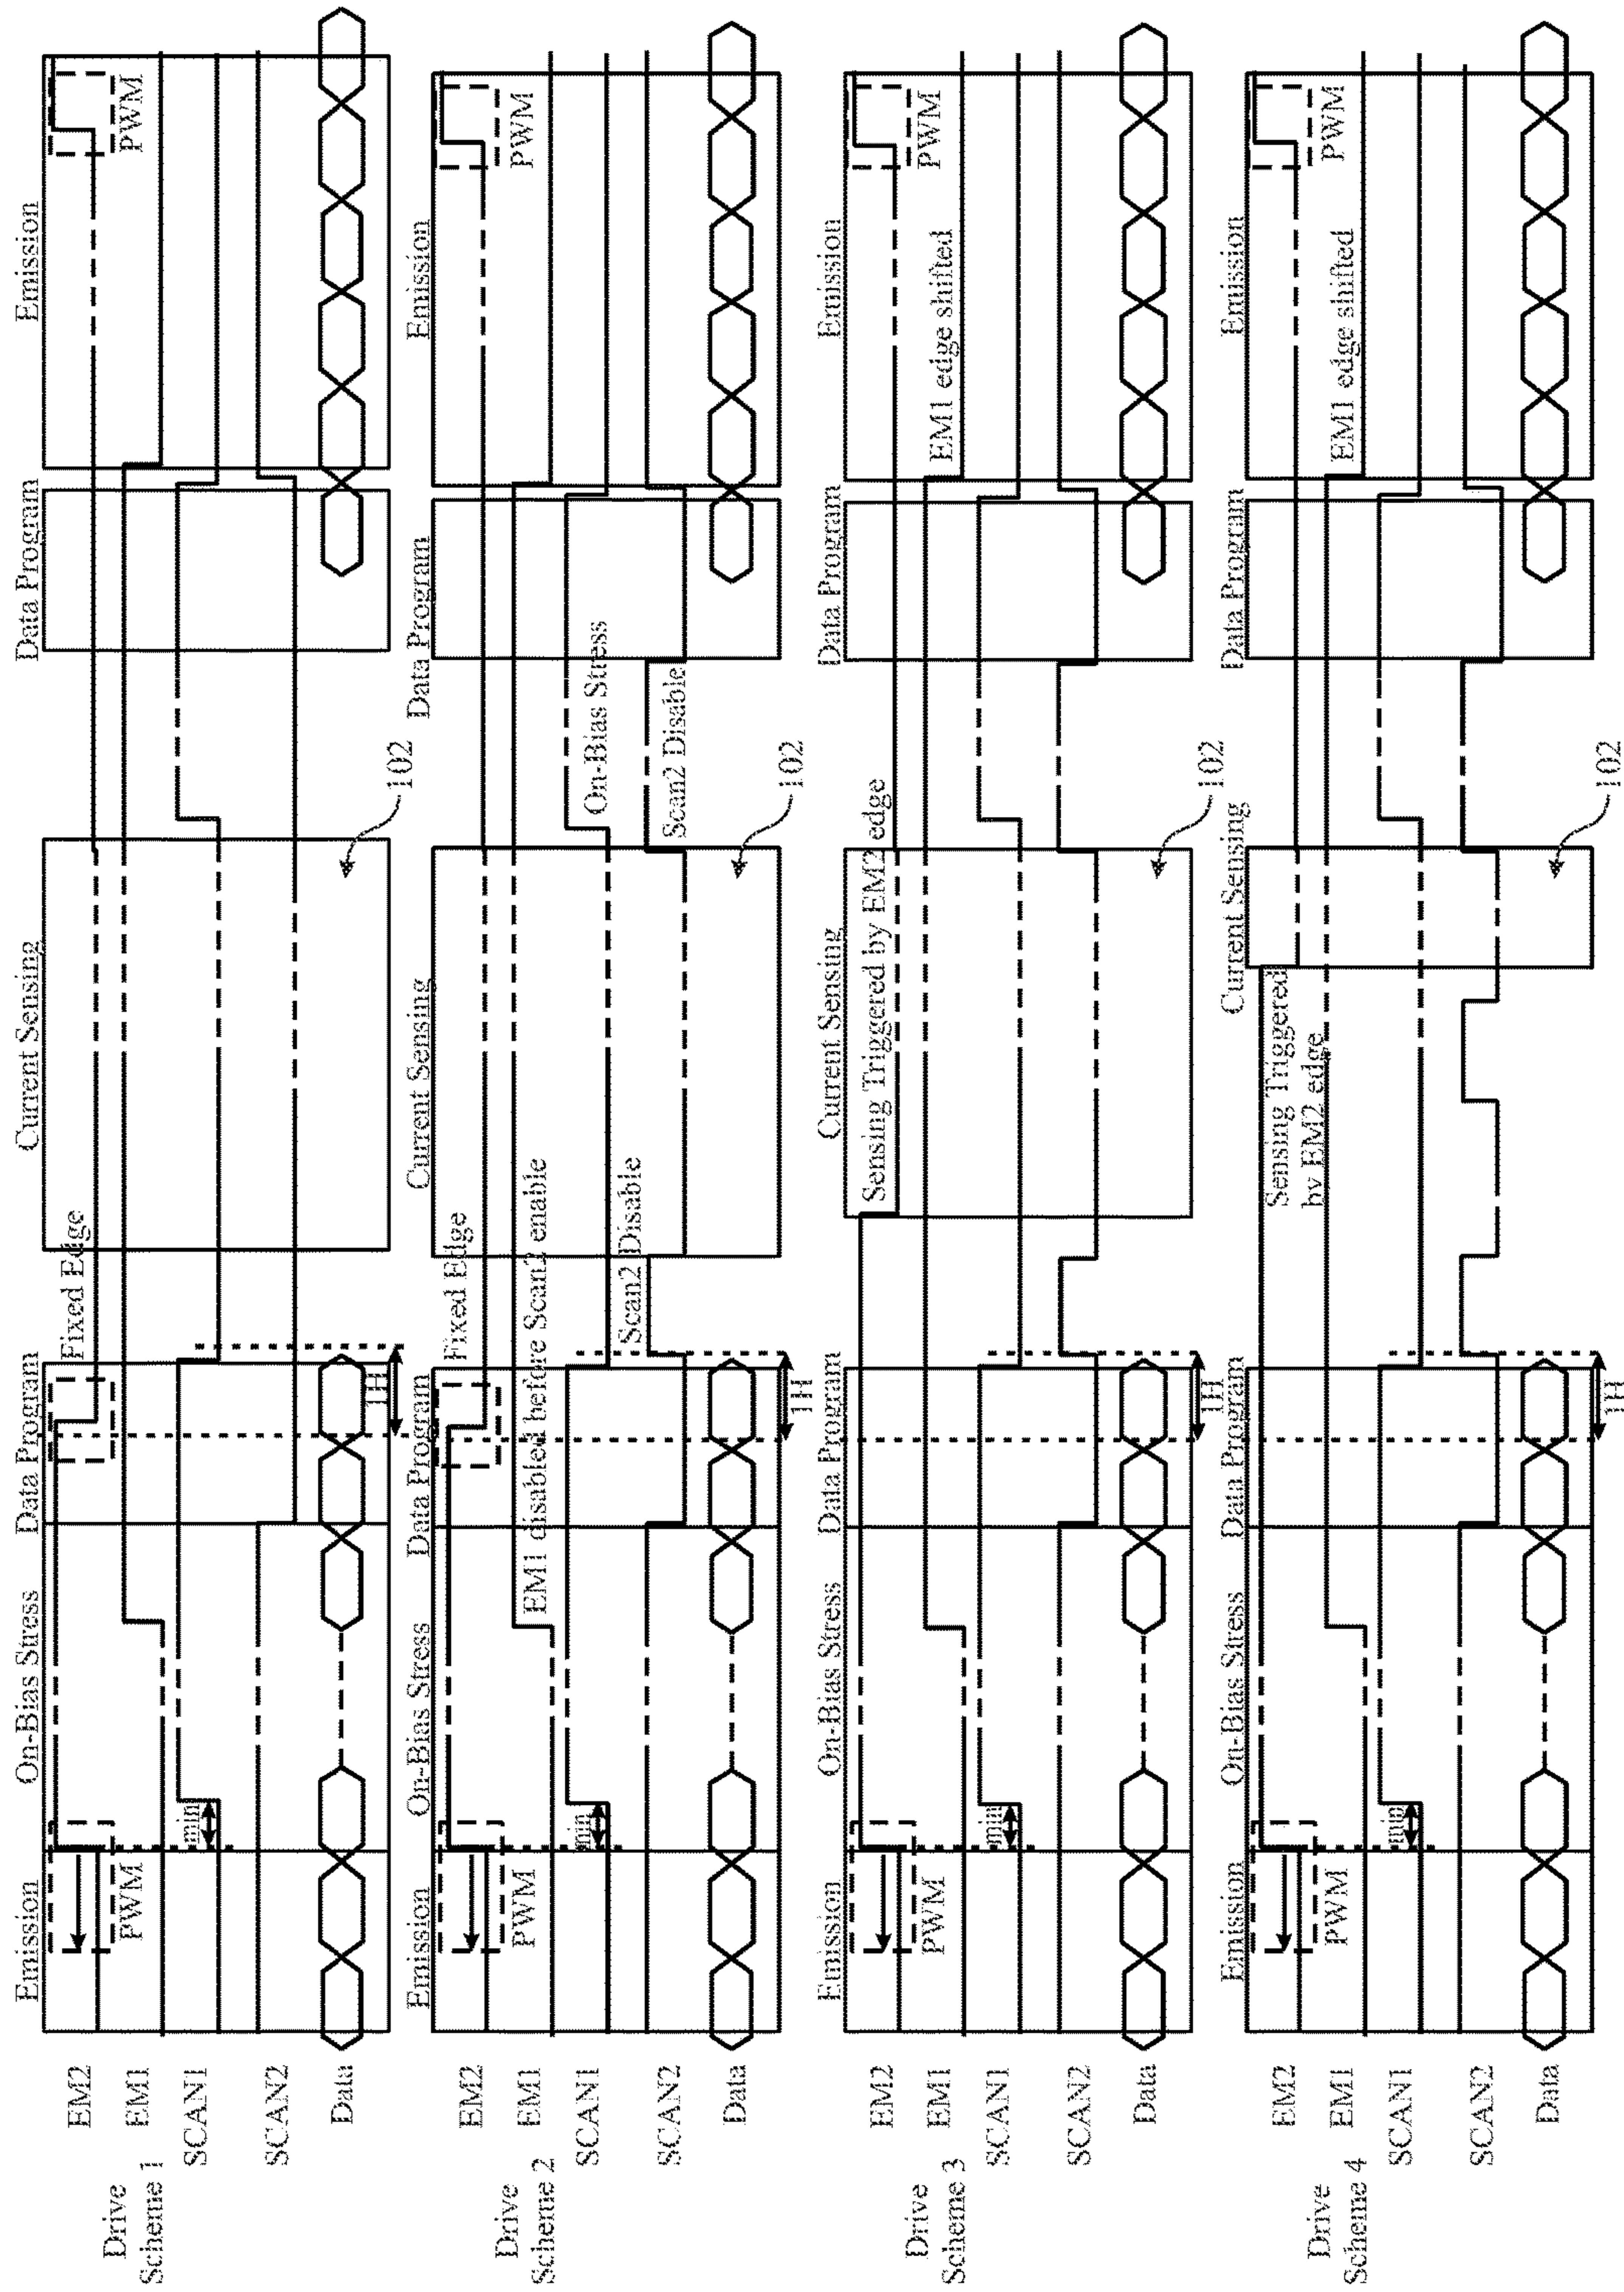 Drive
Scheme 1
EM2
EM1
SCAN1
SCAN2
Data
Emission
On-Bias Stress
Data Program
Current Sensing
Data Program
Emission
PWM
min
Fixed Edge
1H
102
PWM
Drive
Scheme 2
EM2
EM1
SCAN1
SCAN2
Data
Emission
On-Bias Stress
Data Program
Current Sensing
Data Program
Emission
PWM
min
Fixed Edge
EM1 disabled before Scan2 enable
Scan2 Disable
1H
On-Bias Stress
Scan2 Disable
102
PWM
Drive
Scheme 3
EM2
EM1
SCAN1
SCAN2
Data
Emission
On-Bias Stress
Data Program
Current Sensing
Data Program
Emission
PWM
min
1H
Sensing Triggered by EM2 edge
102
EM1 edge shifted
PWM
Drive
Scheme 4
EM2
EM1
SCAN1
SCAN2
Data
Emission
On-Bias Stress
Data Program
Current Sensing
Data Program
Emission
PWM
min
1H
Sensing Triggered
by EM2 edge
102
EM1 edge shifted
PWM